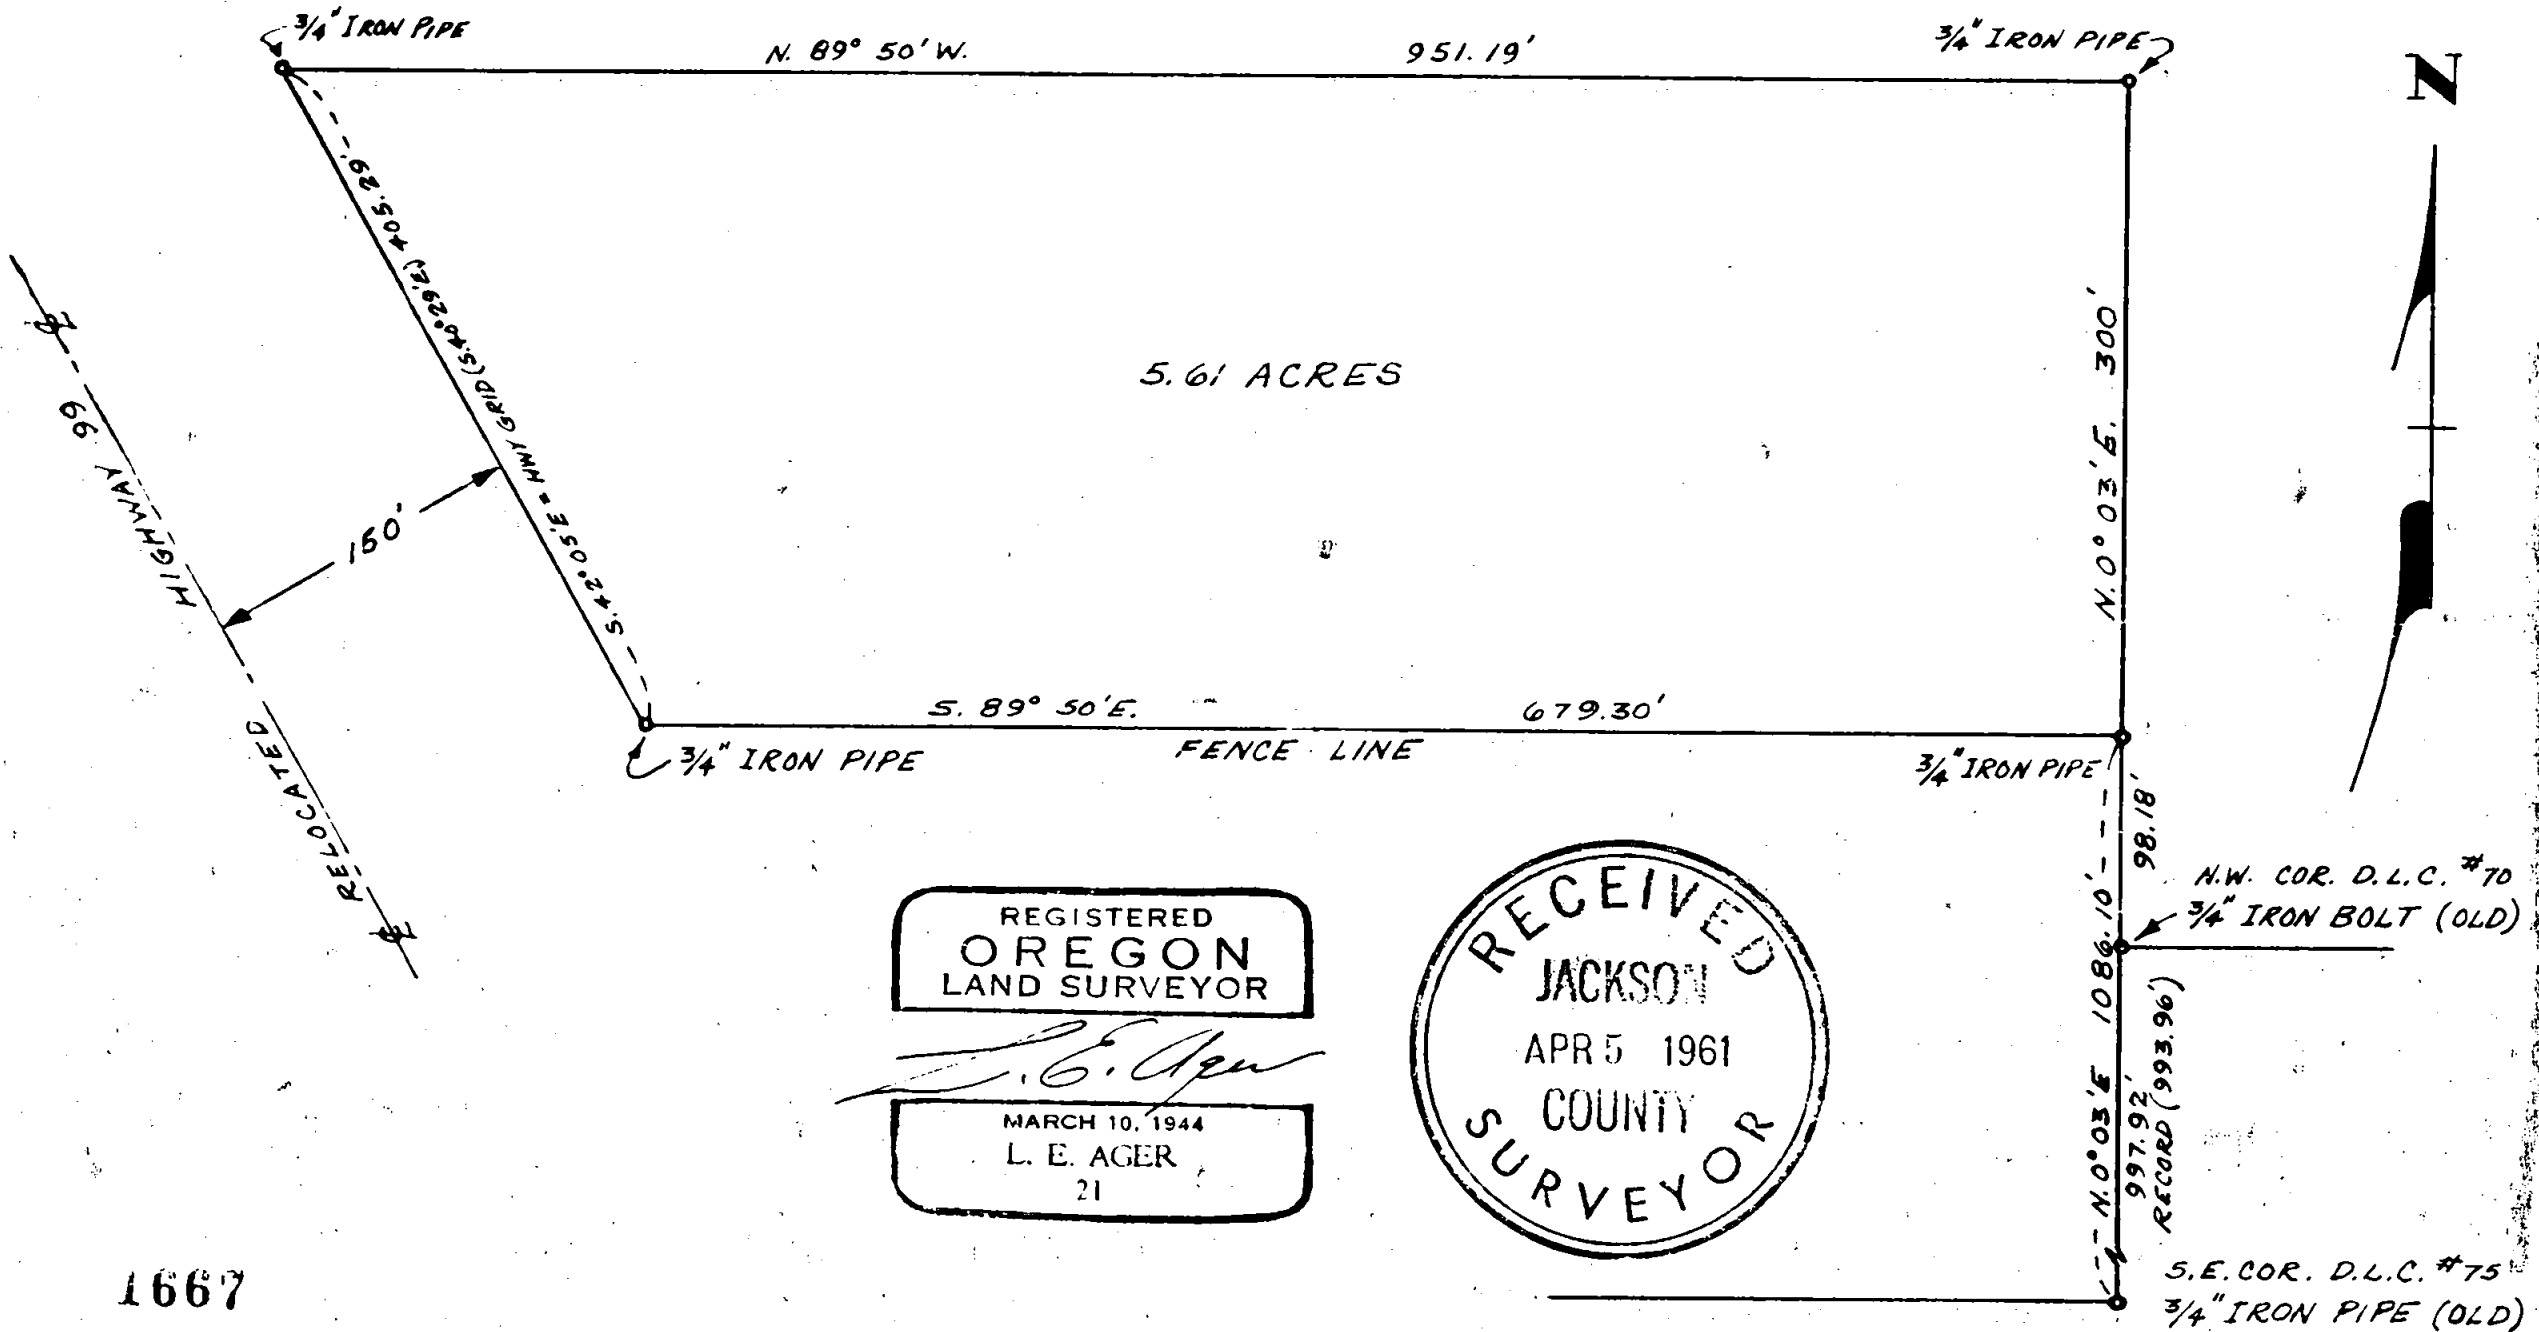 3/4" IRON PIPE
N. 89° 50' W. 951.19'
3/4" IRON PIPE
N
S. 42° 05' E = HWY GRID (S. 40° 29' E) 405.29'
5.61 ACRES
N. 0° 03' E. 300'
150'
RELOCATED HIGHWAY 99
S. 89° 50' E. 679.30'
FENCE LINE
3/4" IRON PIPE
3/4" IRON PIPE
98.18'
N.W. COR. D.L.C. #70
3/4" IRON BOLT (OLD)
N. 0° 03' E 1086.10'
997.92'
RECORD (993.96')
REGISTERED
OREGON
LAND SURVEYOR
L. E. Ager
MARCH 10, 1944
L. E. AGER
21
RECEIVED
JACKSON
APR 5 1961
COUNTY
SURVEYOR
1667
S.E. COR. D.L.C. #75
3/4" IRON PIPE (OLD)